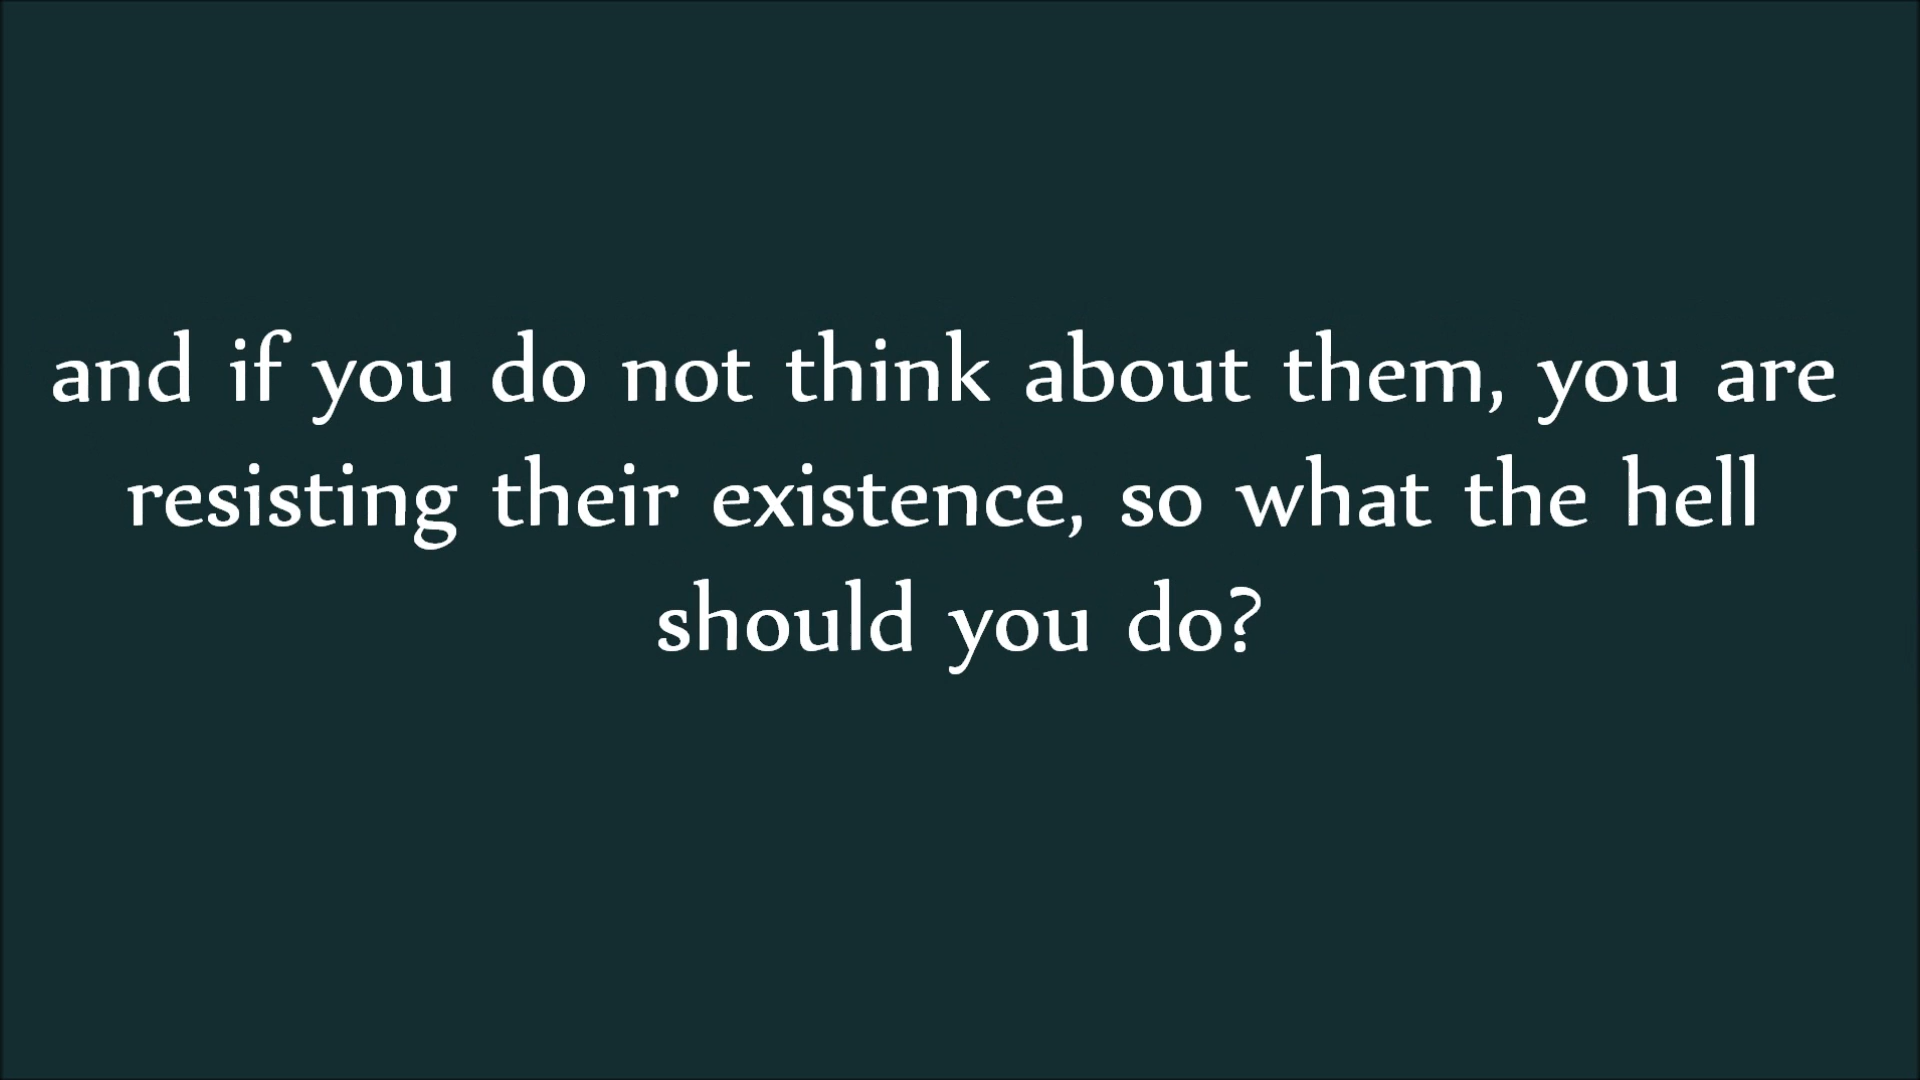 and if you do not think about them, you are
resisting their existence, so what the hell
should you do?